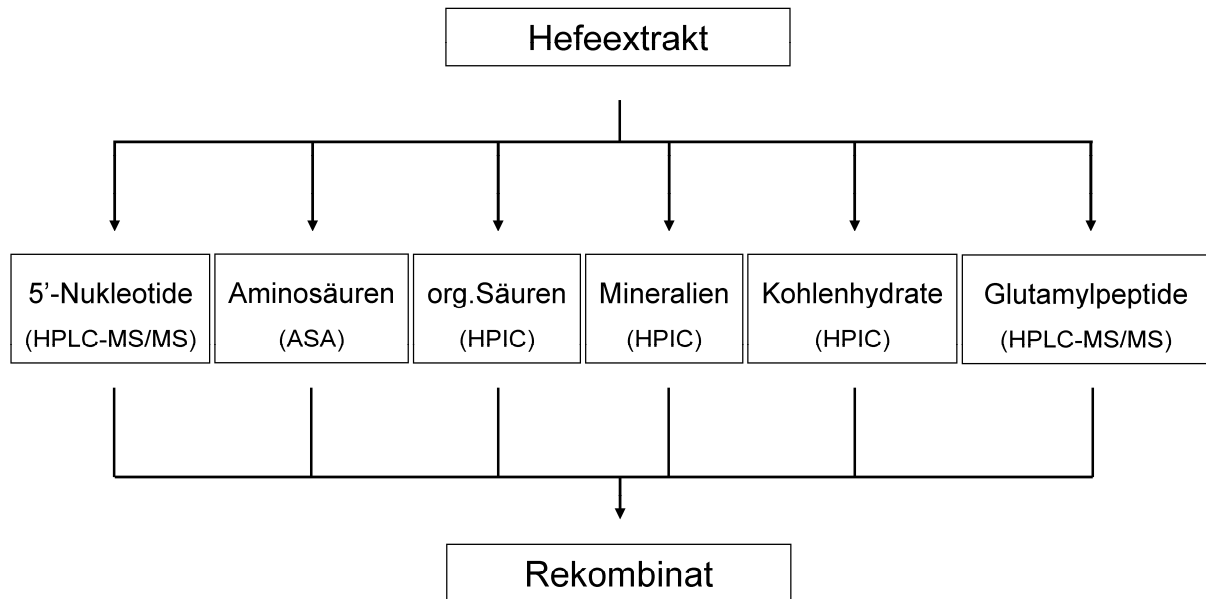 Hefeextrakt
5'-Nukleotide
(HPLC-MS/MS)
Aminosäuren
(ASA)
org.Säuren
(HPIC)
Mineralien
(HPIC)
Kohlenhydrate
(HPIC)
Glutamylpeptide
(HPLC-MS/MS)
Rekombinat